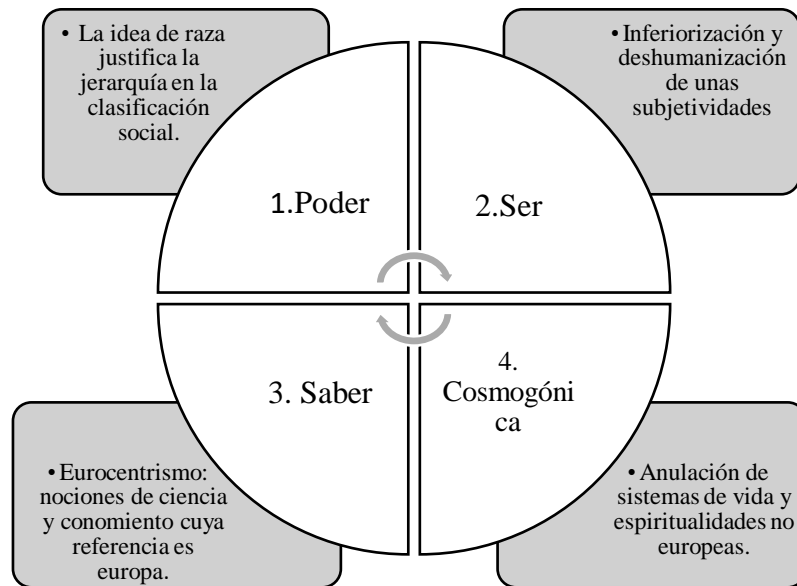 • La idea de raza
justifica la
jerarquía en la
clasificación
social.
• Inferiorización y
deshumanización
de unas
subjetividades
1.Poder
2.Ser
3. Saber
4.
Cosmogóni
ca
• Eurocentrismo:
nociones de ciencia
y conomiento cuya
referencia es
europa.
• Anulación de
sistemas de vida y
espiritualidades no
europeas.